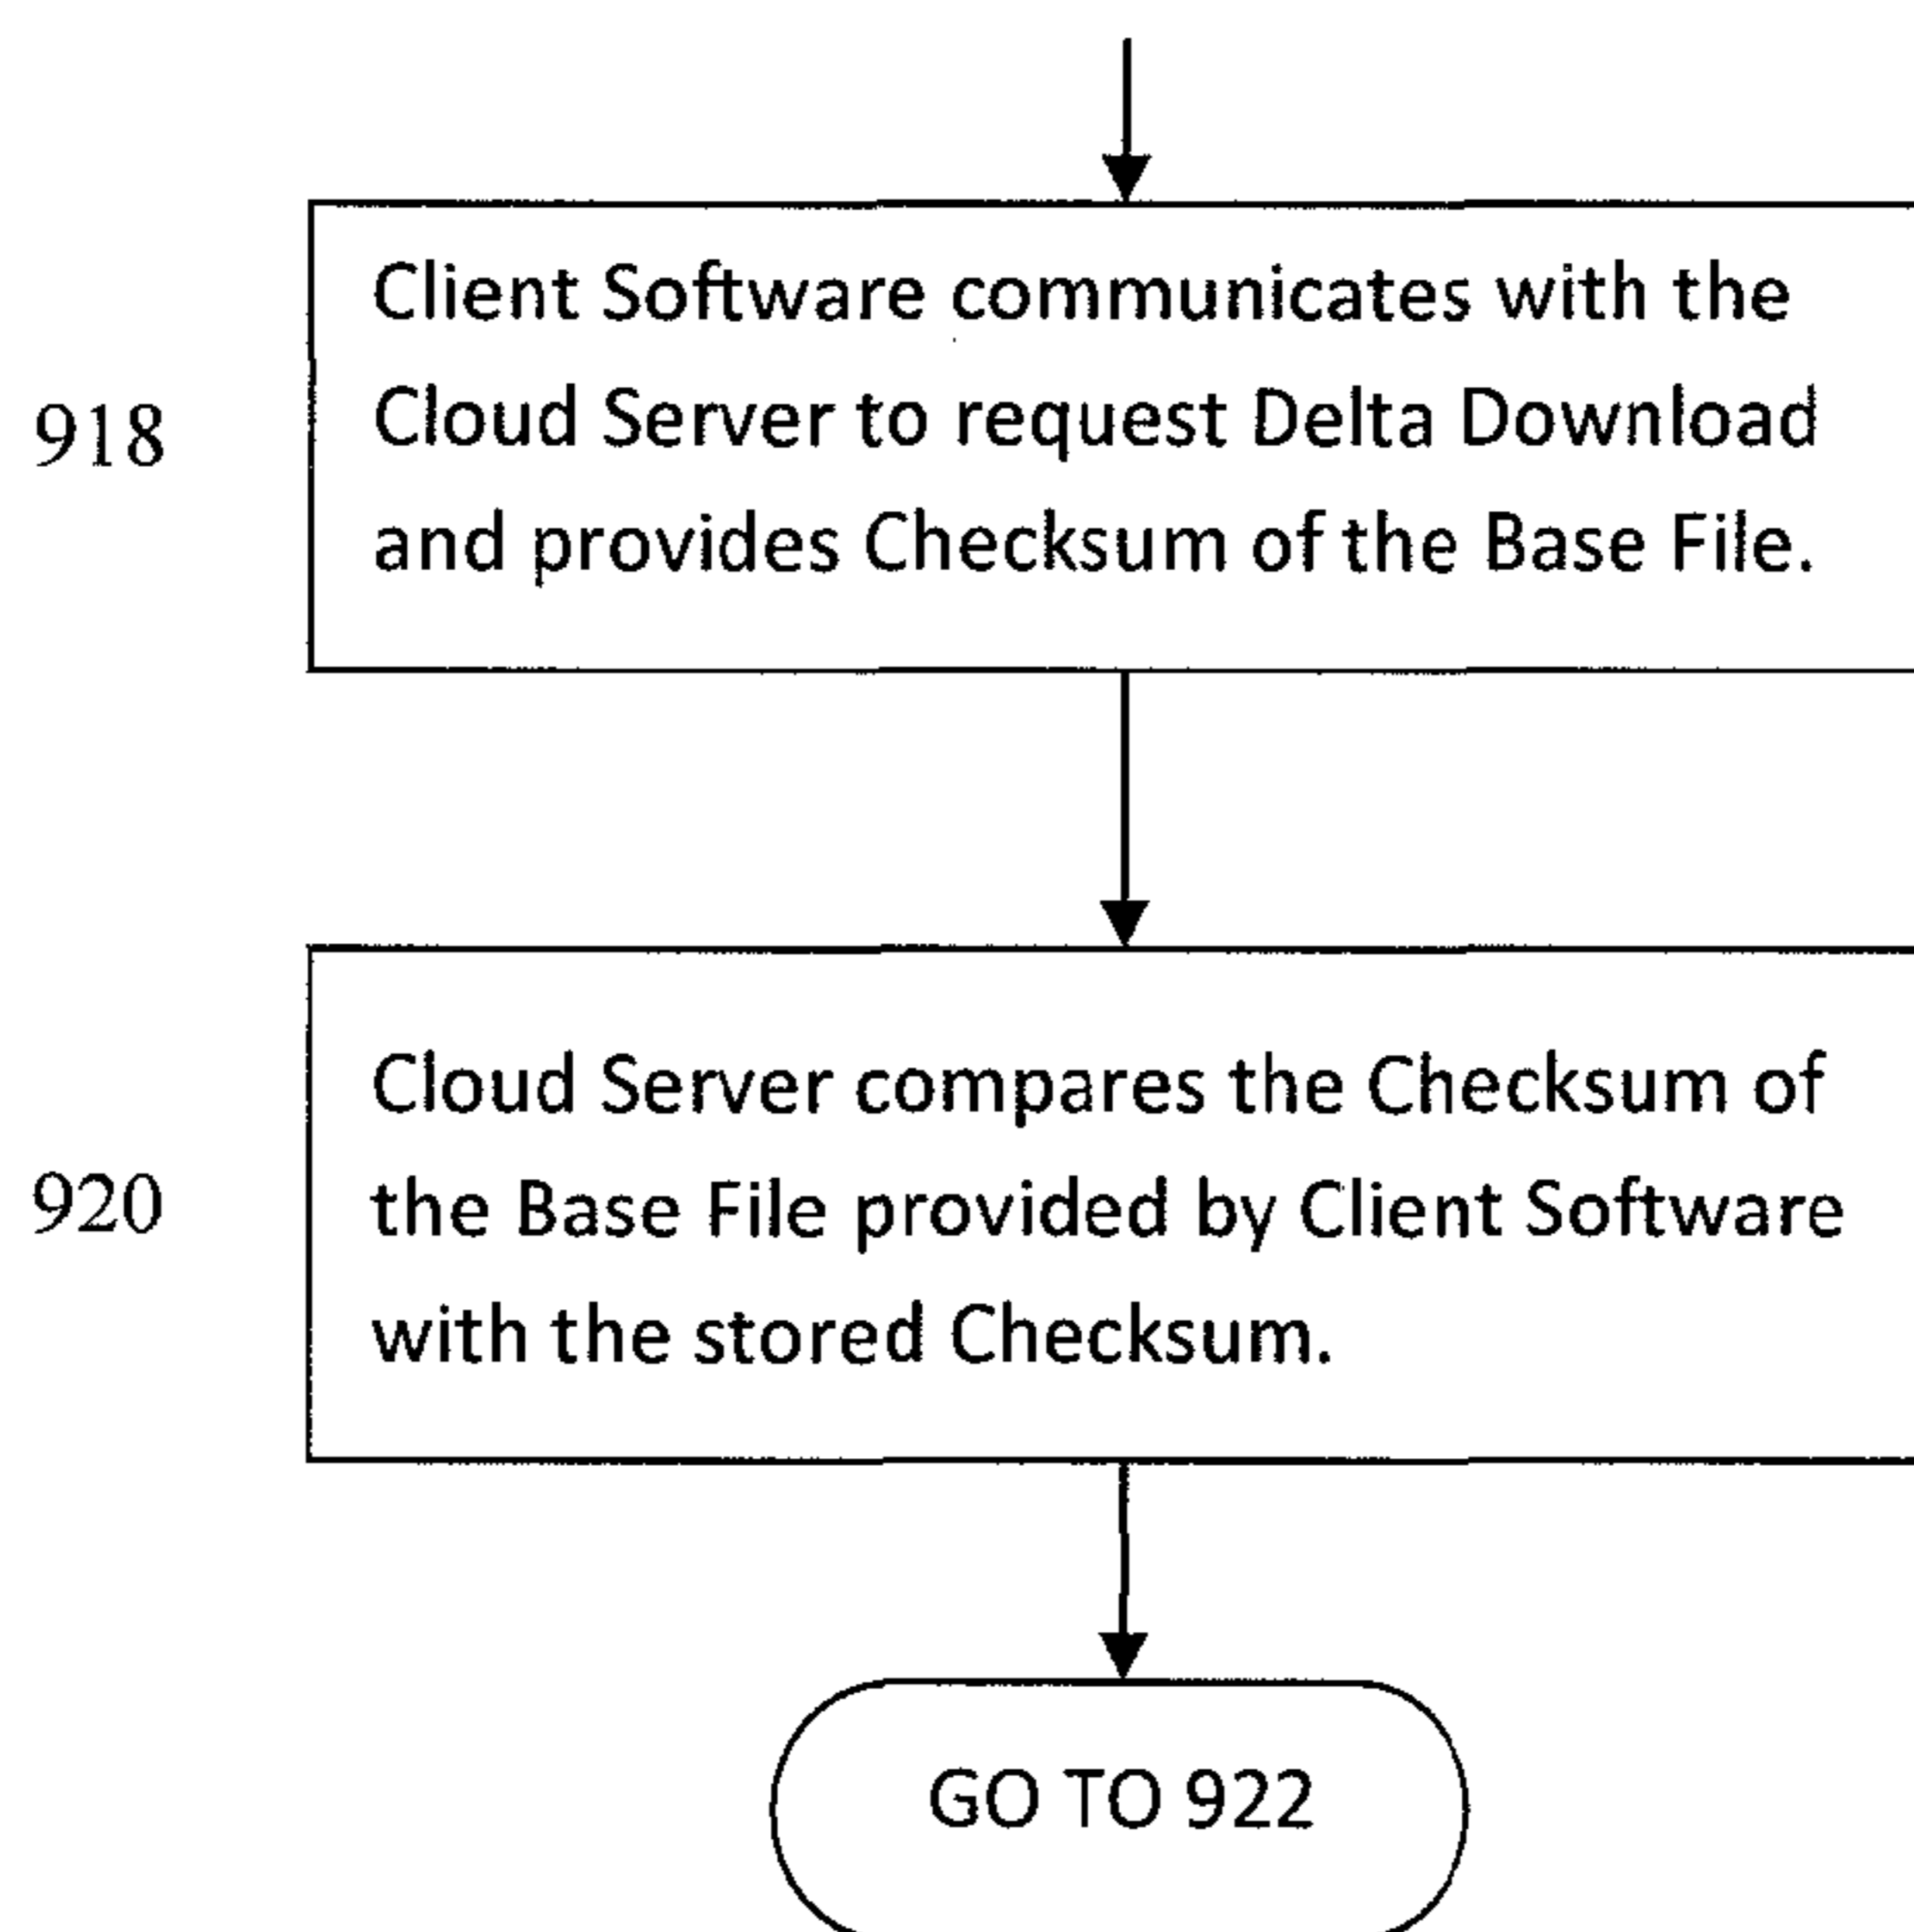 Client Software communicates with the
918
Cloud Server to request Delta Download
and provides Checksum of the Base File.
Cloud Server compares the Checksum of
920
the Base File provided by Client Software
with the stored Checksum.
GO TO 922